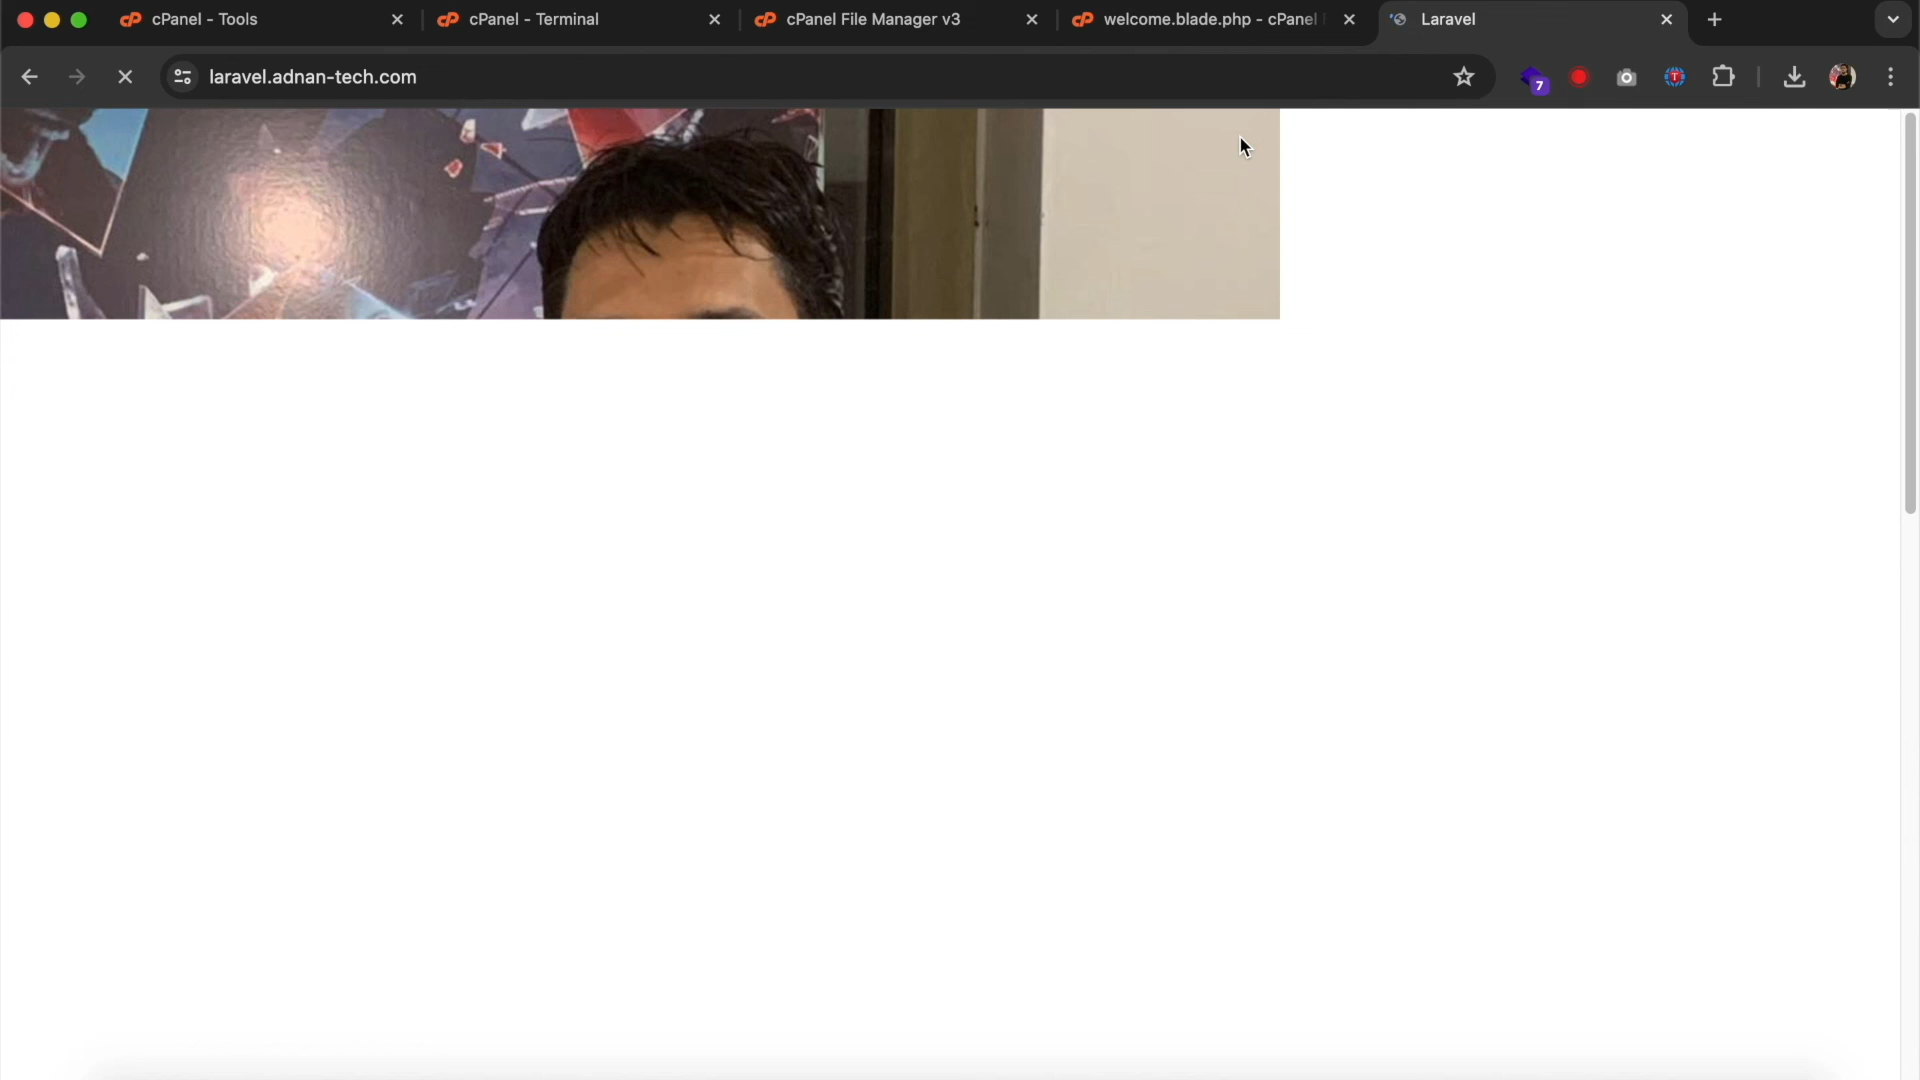 cPanel - Tools
cPanel - Terminal
cPanel File Manager v3
welcome.blade.php - cPanel
Laravel
laravel.adnan-tech.com
7
T